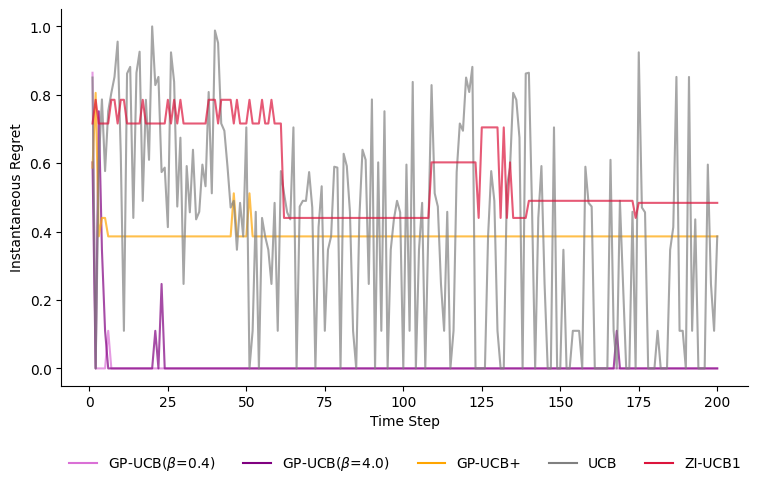 Instantaneous Regret
1.0
0.8
0.6
0.4
0.2
0.0
0 25 50 75 100 125 150 175 200
Time Step
GP-UCB(β=0.4) GP-UCB(β=4.0) GP-UCB+ UCB ZI-UCB1